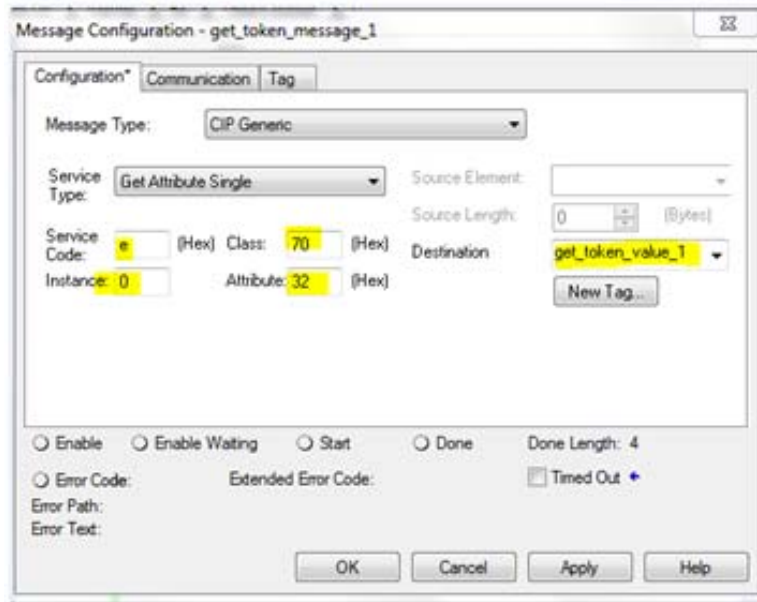 Message Configuration - get_token_message_1
Configuration* Communication Tag
Message Type: CIP Generic
Service Type: Get Attribute Single
Source Element:
Source Length: 0 (Bytes)
Service Code: e (Hex) Class: 70 (Hex)
Destination get_token_value_1
Instance: 0 Attribute: 32 (Hex)
New Tag...
Enable Enable Waiting Start Done Done Length: 4
Error Code: Extended Error Code: Timed Out
Error Path:
Error Text:
OK Cancel Apply Help